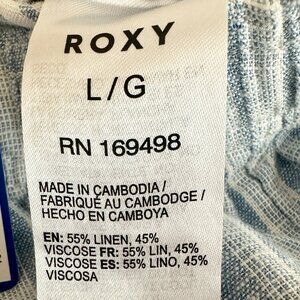 ROXY
L/G
RN 169498
MADE IN CAMBODIA/
FABRIQUÉ AU CAMBODGE/
HECHO EN CAMBOYA
EN: 55% LINEN, 45%
VISCOSE FR: 55% LIN, 45%
VISCOSE ES: 55% LINO, 45%
VISCOSA